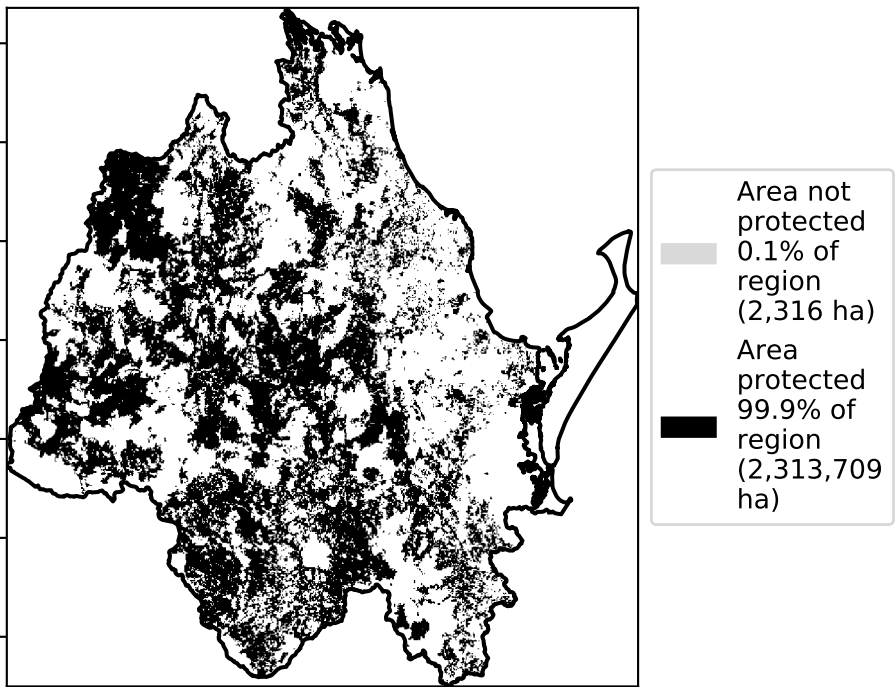 Area not
protected
0.1% of
region
(2,316 ha)
Area
protected
99.9% of
region
(2,313,709
ha)